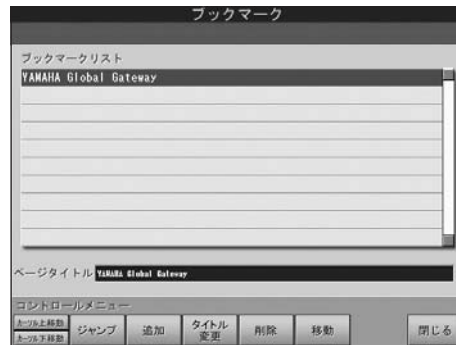 ブックマーク
ブックマークリスト
YAMAHA Global Gateway
ページタイトル YAMAHA Global Gateway
コントロールメニュー
カーソル上移動
カーソル下移動
ジャンプ
追加
タイトル
変更
削除
移動
閉じる